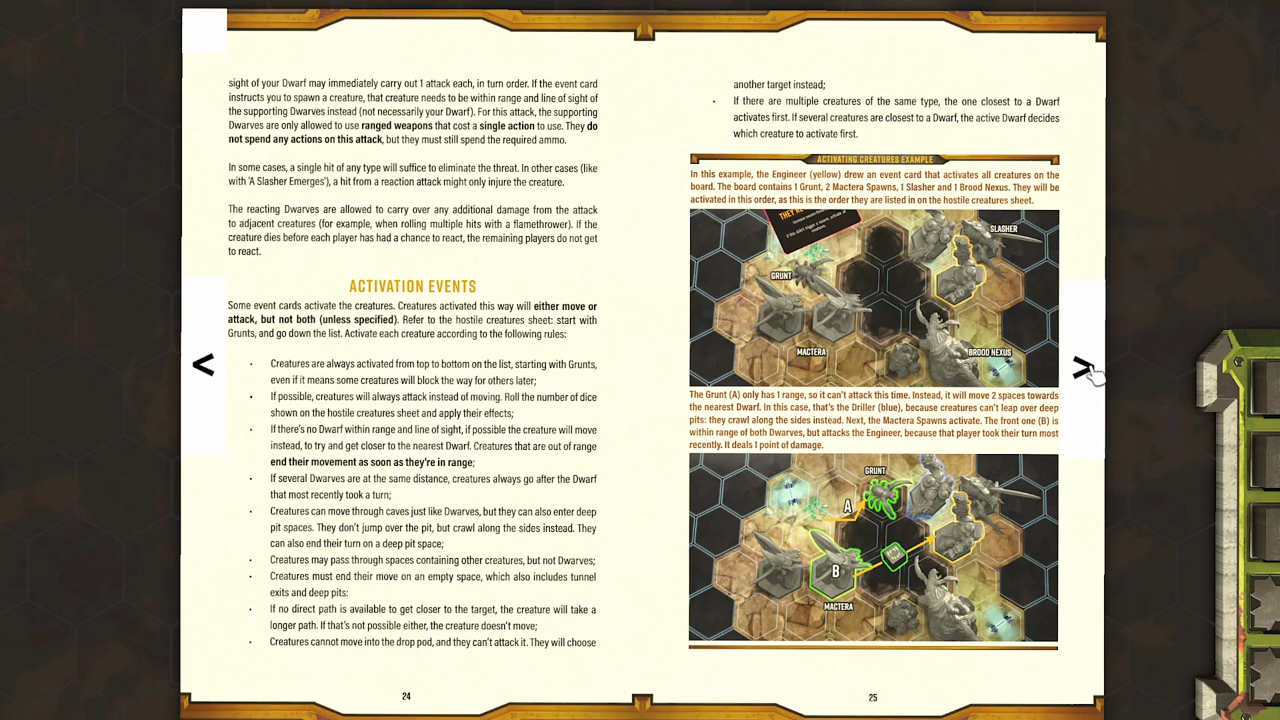 sight of your Dwarf may immediately carry out 1 attack each, in turn order. If the event card
instructs you to spawn a creature, that creature needs to be within range and line of sight of
the supporting Dwarves instead (not necessarily your Dwarf). For this attack, the supporting
Dwarves are only allowed to use ranged weapons that cost a single action to use. They do
not spend any actions on this attack, but they must still spend the required ammo.
In some cases, a single hit of any type will suffice to eliminate the threat. In other cases (like
with 'A Slasher Emerges'), a hit from a reaction attack might only injure the creature.
The reacting Dwarves are allowed to carry over any additional damage from the attack
to adjacent creatures (for example, when rolling multiple hits with a flamethrower). If the
creature dies before each player has had a chance to react, the remaining players do not get
to react.
ACTIVATION EVENTS
Some event cards activate the creatures. Creatures activated this way will either move or
attack, but not both (unless specified). Refer to the hostile creatures sheet: start with
Grunts, and go down the list. Activate each creature according to the following rules:
• Creatures are always activated from top to bottom on the list, starting with Grunts,
even if it means some creatures will block the way for others later;
• If possible, creatures will always attack instead of moving. Roll the number of dice
shown on the hostile creatures sheet and apply their effects;
• If there's no Dwarf within range and line of sight, if possible the creature will move
instead, to try and get closer to the nearest Dwarf. Creatures that are out of range
end their movement as soon as they're in range;
• If several Dwarves are at the same distance, creatures always go after the Dwarf
that most recently took a turn;
• Creatures can move through caves just like Dwarves, but they can also enter deep
pit spaces. They don't jump over the pit, but crawl along the sides instead. They
can also end their turn on a deep pit space;
• Creatures may pass through spaces containing other creatures, but not Dwarves;
• Creatures must end their move on an empty space, which also includes tunnel
exits and deep pits:
• If no direct path is available to get closer to the target, the creature will take a
longer path. If that's not possible either, the creature doesn't move;
• Creatures cannot move into the drop pod, and they can't attack it. They will choose
24
another target instead;
• If there are multiple creatures of the same type, the one closest to a Dwarf
activates first. If several creatures are closest to a Dwarf, the active Dwarf decides
which creature to activate first.
ACTIVATING CREATURES EXAMPLE
In this example, the Engineer (yellow) drew an event card that activates all creatures on the
board. The board contains 1 Grunt, 2 Mactera Spawns, 1 Slasher and 1 Brood Nexus. They will be
activated in this order, as this is the order they are listed in on the hostile creatures sheet.
SLASHER
GRUNT
MACTERA
BROOD NEXUS
The Grunt (A) only has 1 range, so it can't attack this time. Instead, it will move 2 spaces towards
the nearest Dwarf. In this case, that's the Driller (blue), because creatures can't leap over deep
pits: they crawl along the sides instead. Next, the Mactera Spawns activate. The front one (B) is
within range of both Dwarves, but attacks the Engineer, because that player took their turn most
recently. It deals 1 point of damage.
GRUNT
A
B
MACTERA
25
<
>